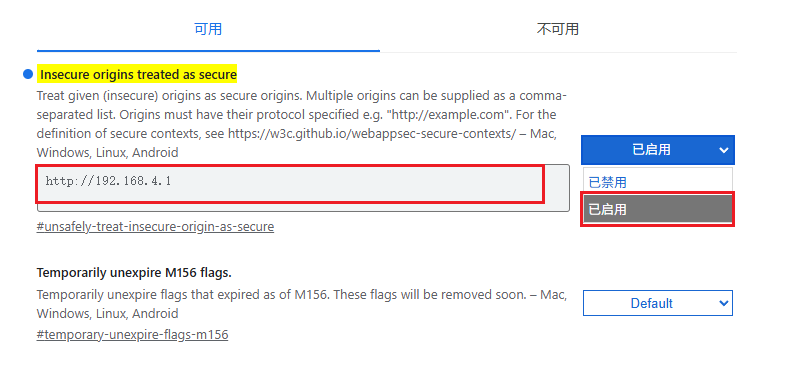 可用
不可用
Insecure origins treated as secure
Treat given (insecure) origins as secure origins. Multiple origins can be supplied as a comma-
separated list. Origins must have their protocol specified e.g. "http://example.com". For the
definition of secure contexts, see https://w3c.github.io/webappsec-secure-contexts/ – Mac,
Windows, Linux, Android
已启用
http://192.168.4.1
已禁用
已启用
#unsafely-treat-insecure-origin-as-secure
Temporarily unexpire M156 flags.
Temporarily unexpire flags that expired as of M156. These flags will be removed soon. – Mac,
Windows, Linux, Android
Default
#temporary-unexpire-flags-m156